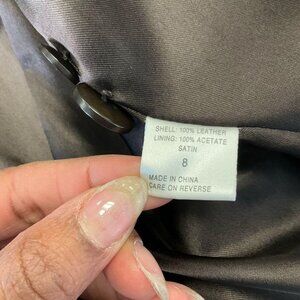 SHELL: 100% LEATHER
LINING: 100% ACETATE
SATIN
8
MADE IN CHINA
CARE ON REVERSE